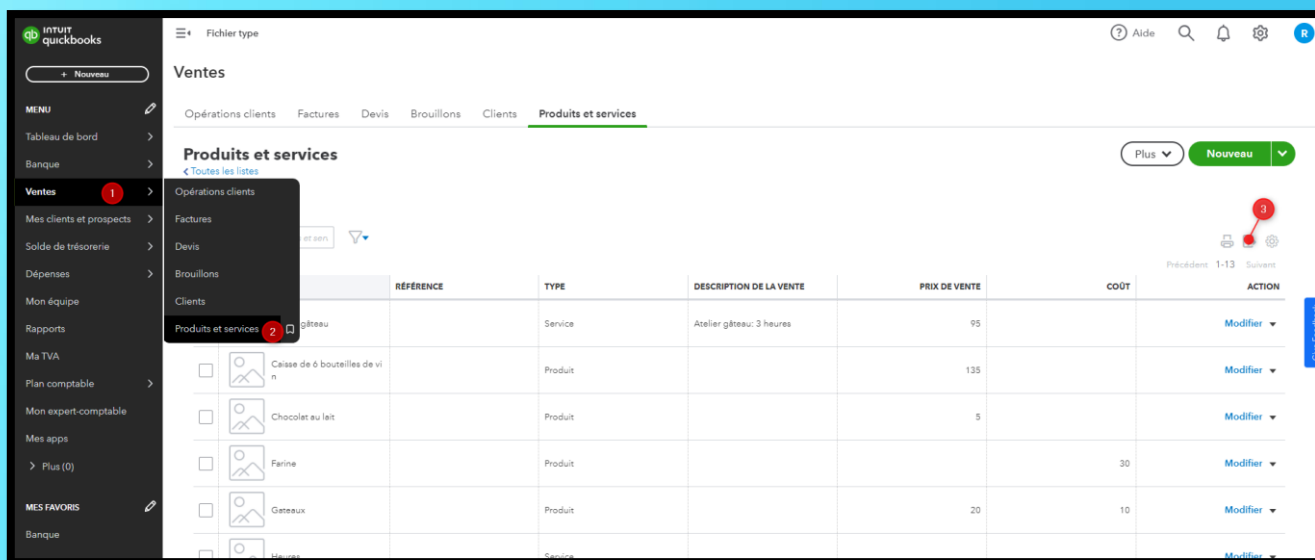 INTUIT
quickbooks
Fichier type
Aide
R
+ Nouveau
Ventes
MENU
Opérations clients Factures Devis Brouillons Clients Produits et services
Tableau de bord
Banque
Produits et services
Plus
Nouveau
Toutes les listes
Ventes 1
Opérations clients
Mes clients et prospects
Factures
3
Solde de trésorerie
Devis
et ser
Dépenses
Brouillons
Précédent 1-13 Suivant
RÉFÉRENCE TYPE DESCRIPTION DE LA VENTE PRIX DE VENTE COÛT ACTION
Mon équipe
Clients
Rapports
Produits et services 2
gâteau Service Atelier gâteau: 3 heures 95 Modifier
Ma TVA
Caisse de 6 bouteilles de vi
n
Produit 135 Modifier
Plan comptable
Mon expert-comptable
Chocolat au lait Produit 5 Modifier
Mes apps
Plus (0)
Farine Produit 30 Modifier
MES FAVORIS
Gateaux Produit 20 10 Modifier
Banque
Heures Service Modifier